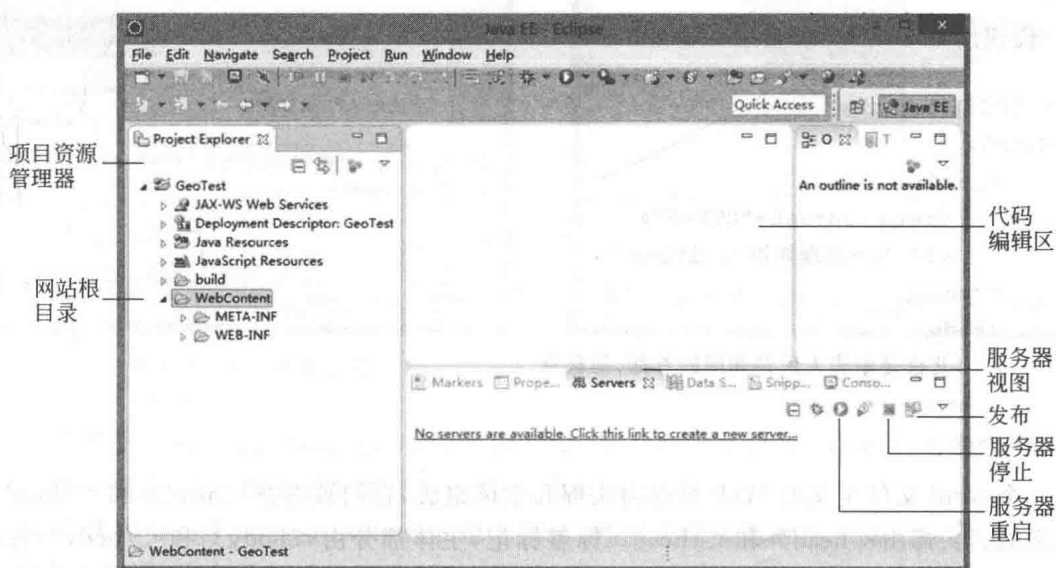 Java EE - Eclipse
File Edit Navigate Search Project Run Window Help
Quick Access
Java EE
Project Explorer
GeoTest
JAX-WS Web Services
Deployment Descriptor: GeoTest
Java Resources
JavaScript Resources
build
WebContent
META-INF
WEB-INF
O
T
An outline is not available.
Markers
Prope...
Servers
Data S...
Snipp...
Conso...
No servers are available. Click this link to create a new server...
WebContent - GeoTest
项目资源
管理器
网站根
目录
代码
编辑区
服务器
视图
发布
服务器
停止
服务器
重启